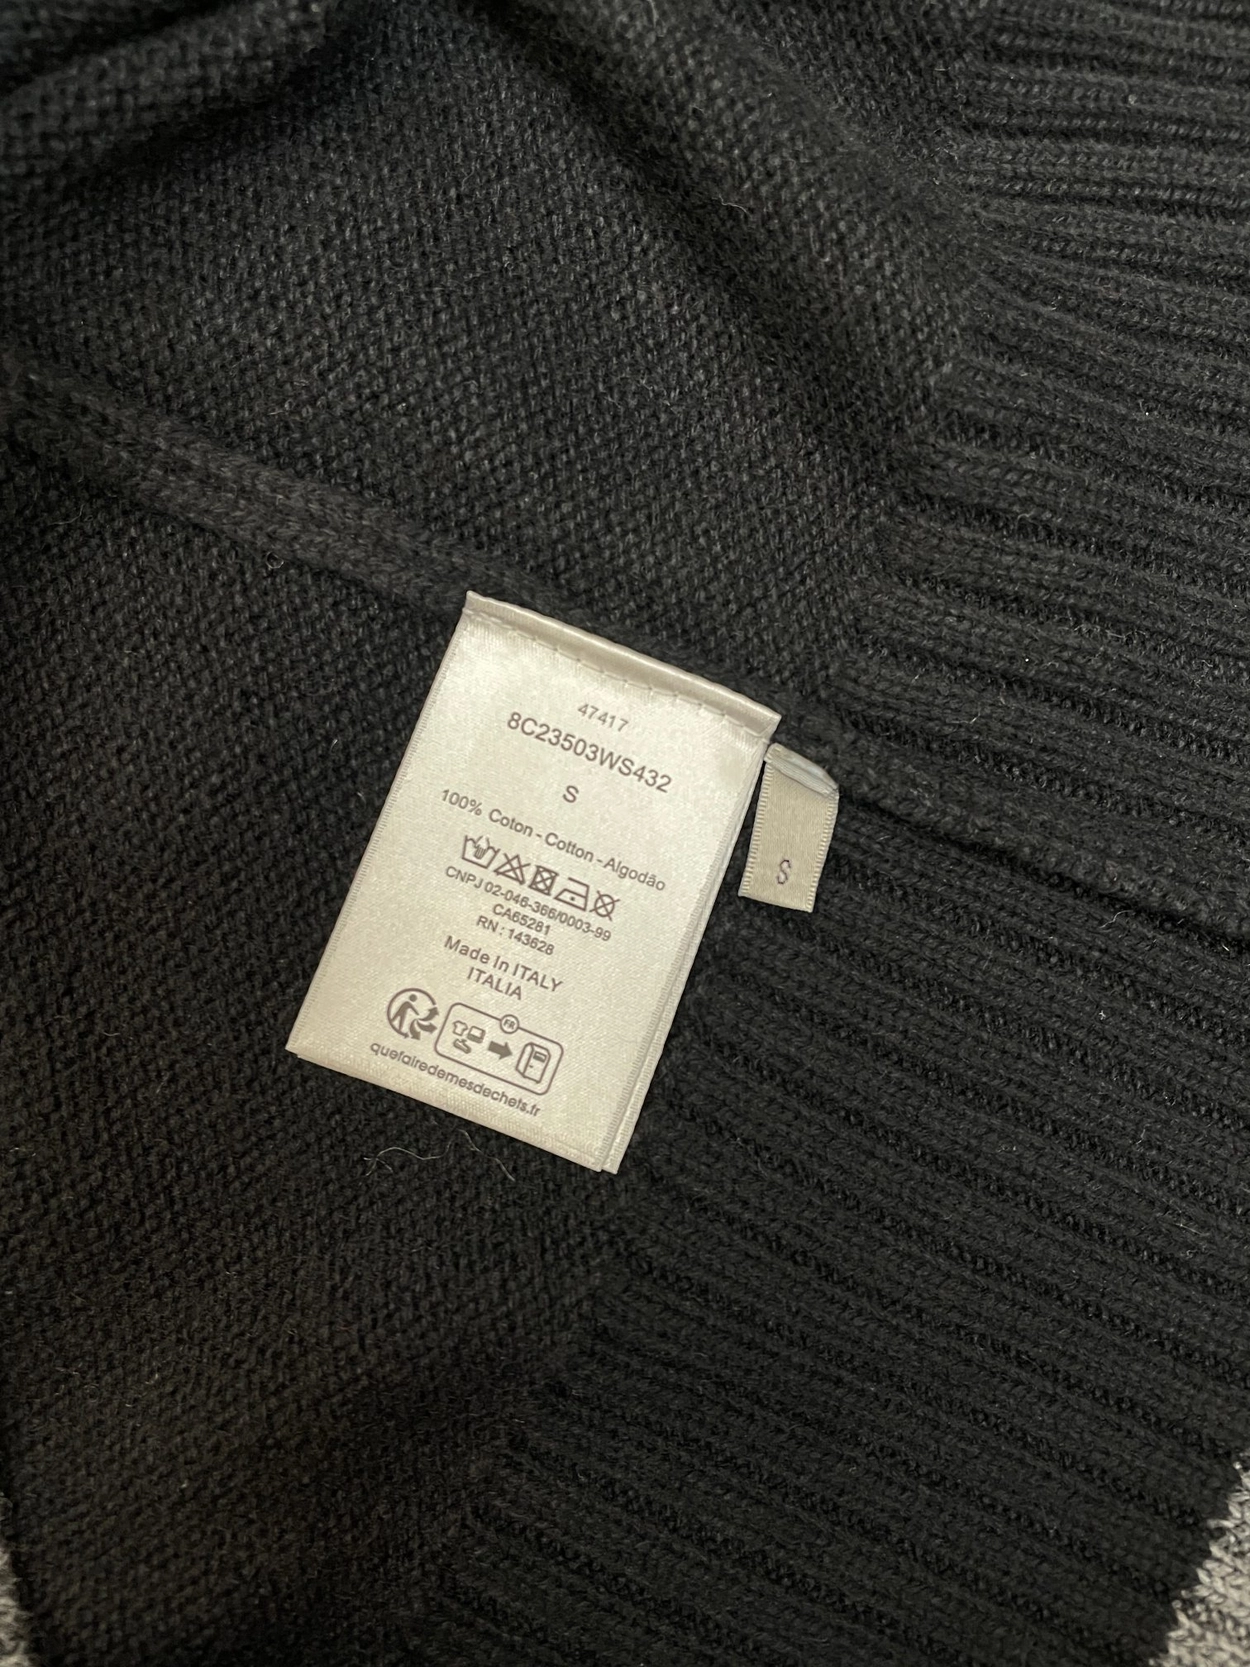 47417
8C23503WS432
S
100% Coton - Cotton - Algodão
CNPJ 02-046-366/0003-99
CA65281
RN : 143628
Made In ITALY
ITALIA
FR
quefairedemesdechets.fr
S